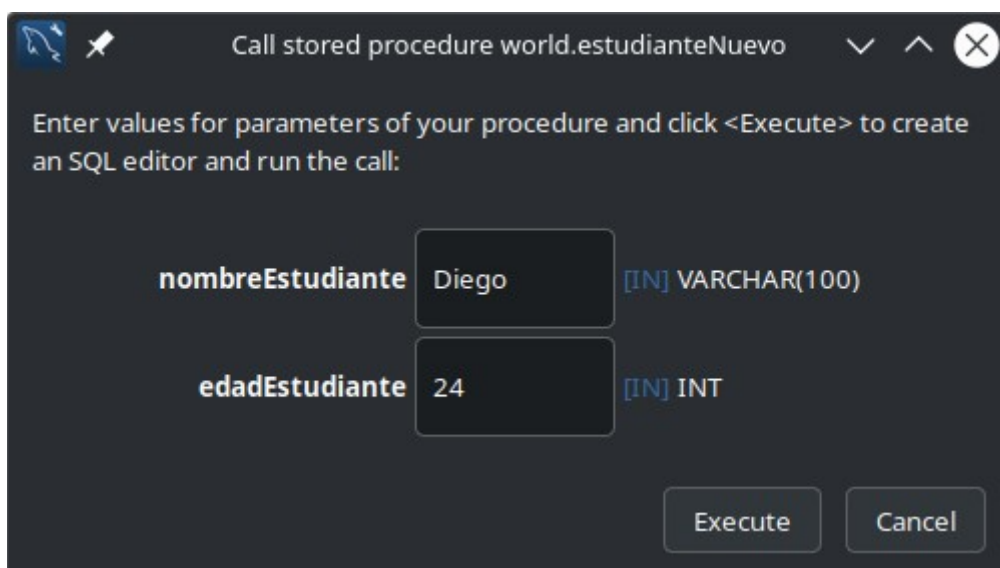 Call stored procedure world.estudianteNuevo
Enter values for parameters of your procedure and click <Execute> to create
an SQL editor and run the call:
nombreEstudiante Diego [IN] VARCHAR(100)
edadEstudiante 24 [IN] INT
Execute Cancel